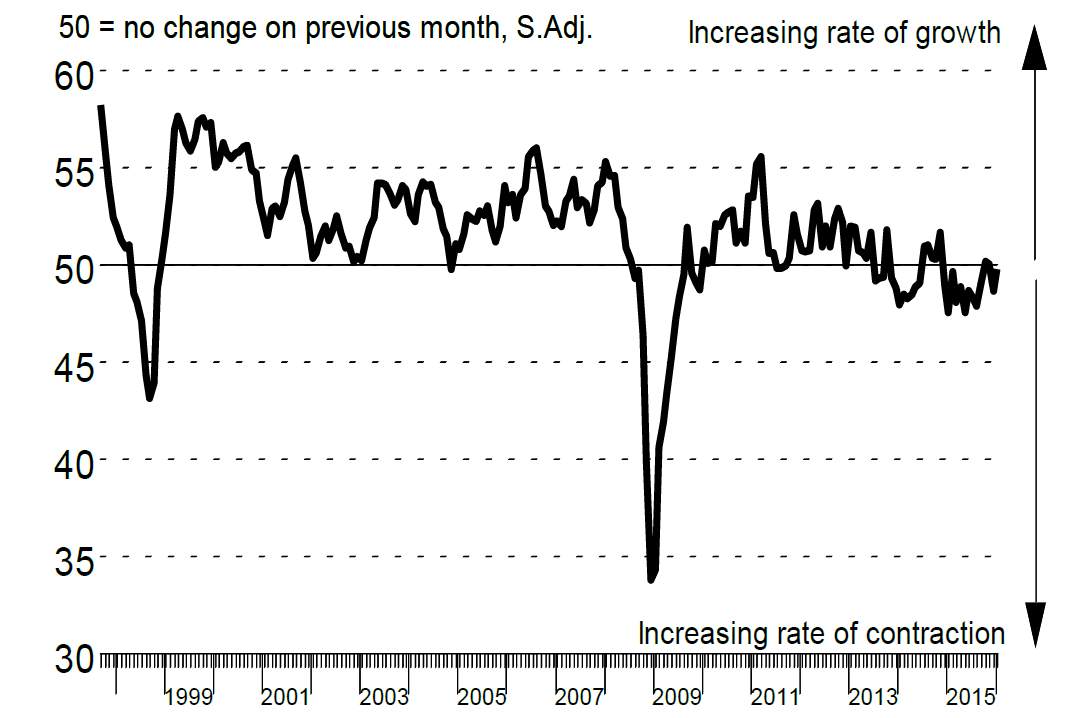 50 = no change on previous month, S.Adj.
Increasing rate of growth
60
55
50
45
40
35
Increasing rate of contraction
30
1999 2001 2003 2005 2007 2009 2011 2013 2015